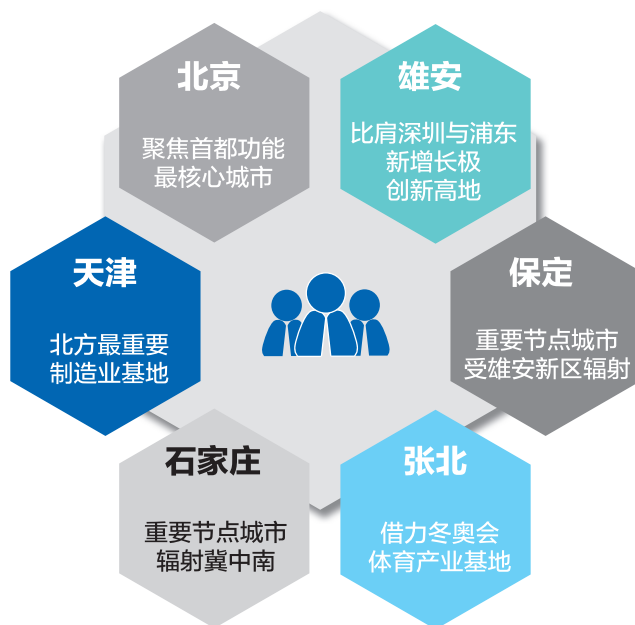 北京
聚焦首都功能
最核心城市
雄安
比肩深圳与浦东
新增长极
创新高地
天津
北方最重要
制造业基地
保定
重要节点城市
受雄安新区辐射
石家庄
重要节点城市
辐射冀中南
张北
借力冬奥会
体育产业基地